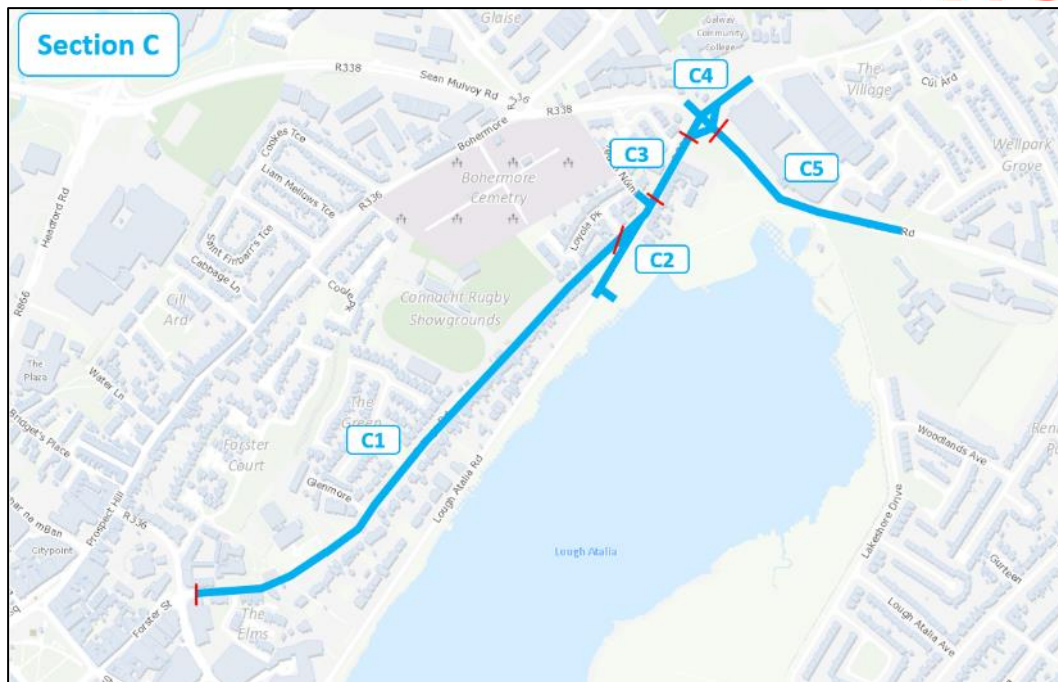 Section C
Glaise
Galway
Community
College
C4
R338
Sean Mulvoy Rd
R338
The
Village
Cúl Ard
Bohermore
Cookes Tce
Wellpark
Grove
C3
C5
Bohermore
Cemetery
Liam Mellows Tce
R336
Headford Rd
Saint Finbarr's Tce
Loyola Pk
Rd
C2
Cabbage Ln
Coole Pk
Connacht Rugby
Showgrounds
Cill
Ard
R866
The
Plaza
Water Ln
The
Green
C1
Bridget's Place
Forster
Court
Woodlands Ave
Glenmore
Lough Atalia Rd
Prospect Hill
R336
Lakeshore Drive
Citypoint
Lough Atalia
Gurteen
Forster St
The
Elms
Lough Atalia Ave